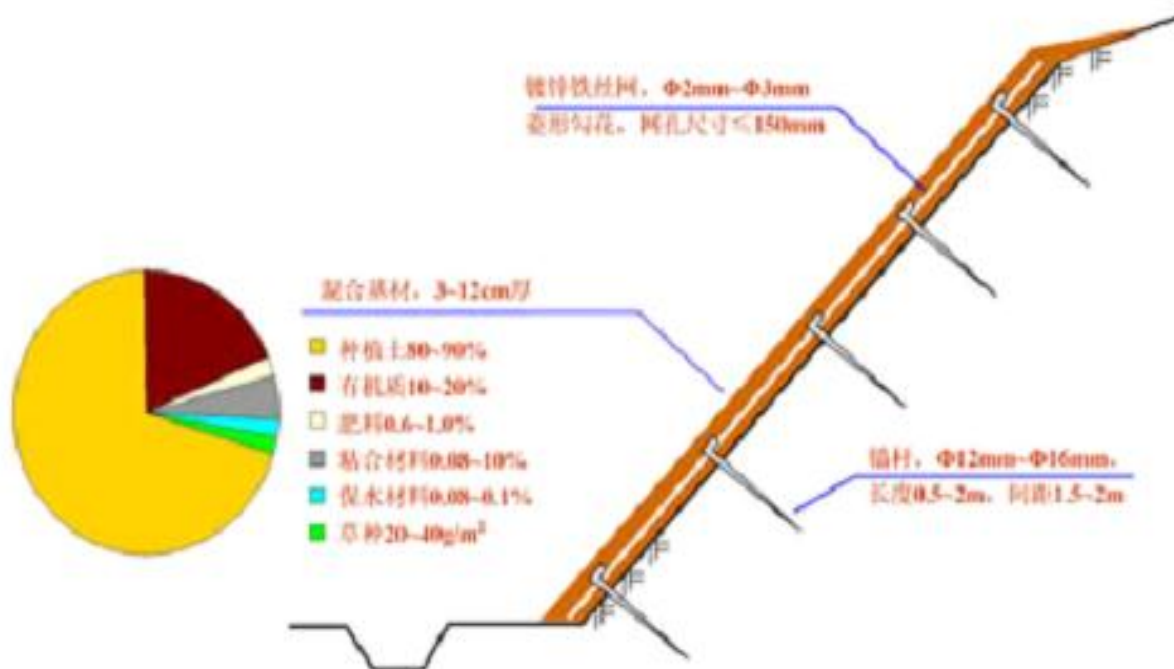 镀锌铁丝网，Φ2mm~Φ3mm
菱形勾花，网孔尺寸≤150mm
混合基材，3~12cm厚
种植土80~90%
有机质10~20%
肥料0.6~1.0%
粘合材料0.08~10%
保水材料0.08~0.1%
草种20~40g/m²
锚杆，Φ12mm~Φ16mm，
长度0.5~2m，间距1.5~2m